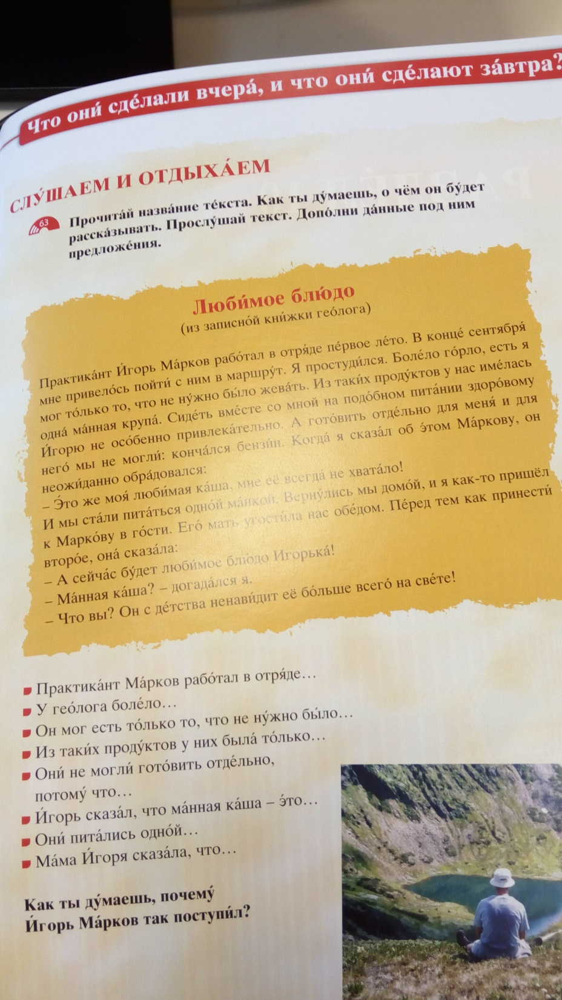 Что они́ сде́лали вчера́, и что они́ сде́лают за́втра?
СЛУ́ШАЕМ И ОТДЫХА́ЕМ
63
Прочита́й назва́ние те́кста. Как ты ду́маешь, о чём он бу́дет
расска́зывать. Прослу́шай текст. Допо́лни да́нные под ним
предложе́ния.
Люби́мое блю́до
(из записно́й кни́жки гео́лога)
Практика́нт И́горь Ма́рков рабо́тал в отря́де пе́рвое ле́то. В конце́ сентября́
мне привело́сь пойти́ с ним в маршру́т. Я простуди́лся. Боле́ло го́рло, есть я
мог то́лько то, что не ну́жно бы́ло жева́ть. Из таки́х проду́ктов у нас име́лась
одна́ ма́нная крупа́. Сиде́ть вме́сте со мной на подо́бном пита́нии здоро́вому
И́горю не осо́бенно привлека́тельно. А гото́вить отде́льно для меня́ и для
него́ мы не могли́: конча́лся бензи́н. Когда́ я сказа́л об э́том Ма́ркову, он
неожи́данно обра́довался:
– Э́то же моя́ люби́мая ка́ша, мне её всегда́ не хвата́ло!
И мы ста́ли пита́ться одно́й ма́нкой. Верну́лись мы домо́й, и я как-то пришёл
к Марко́ву в го́сти. Его́ мать угости́ла нас обе́дом. Пе́ред тем как принести́
второ́е, она́ сказа́ла:
– А сейча́с бу́дет люби́мое блю́до Игорька́!
– Ма́нная ка́ша? – догада́лся я.
– Что вы? Он с де́тства ненави́дит её бо́льше всего́ на све́те!
Практика́нт Ма́рков рабо́тал в отря́де...
У гео́лога боле́ло...
Он мог есть то́лько то, что не ну́жно бы́ло...
Из таки́х проду́ктов у них была́ то́лько...
Они́ не могли́ гото́вить отде́льно,
потому́ что...
И́горь сказа́л, что ма́нная ка́ша – э́то...
Они́ пита́лись одно́й...
Ма́ма И́горя сказа́ла, что...
Как ты ду́маешь, почему́
И́горь Ма́рков так поступи́л?